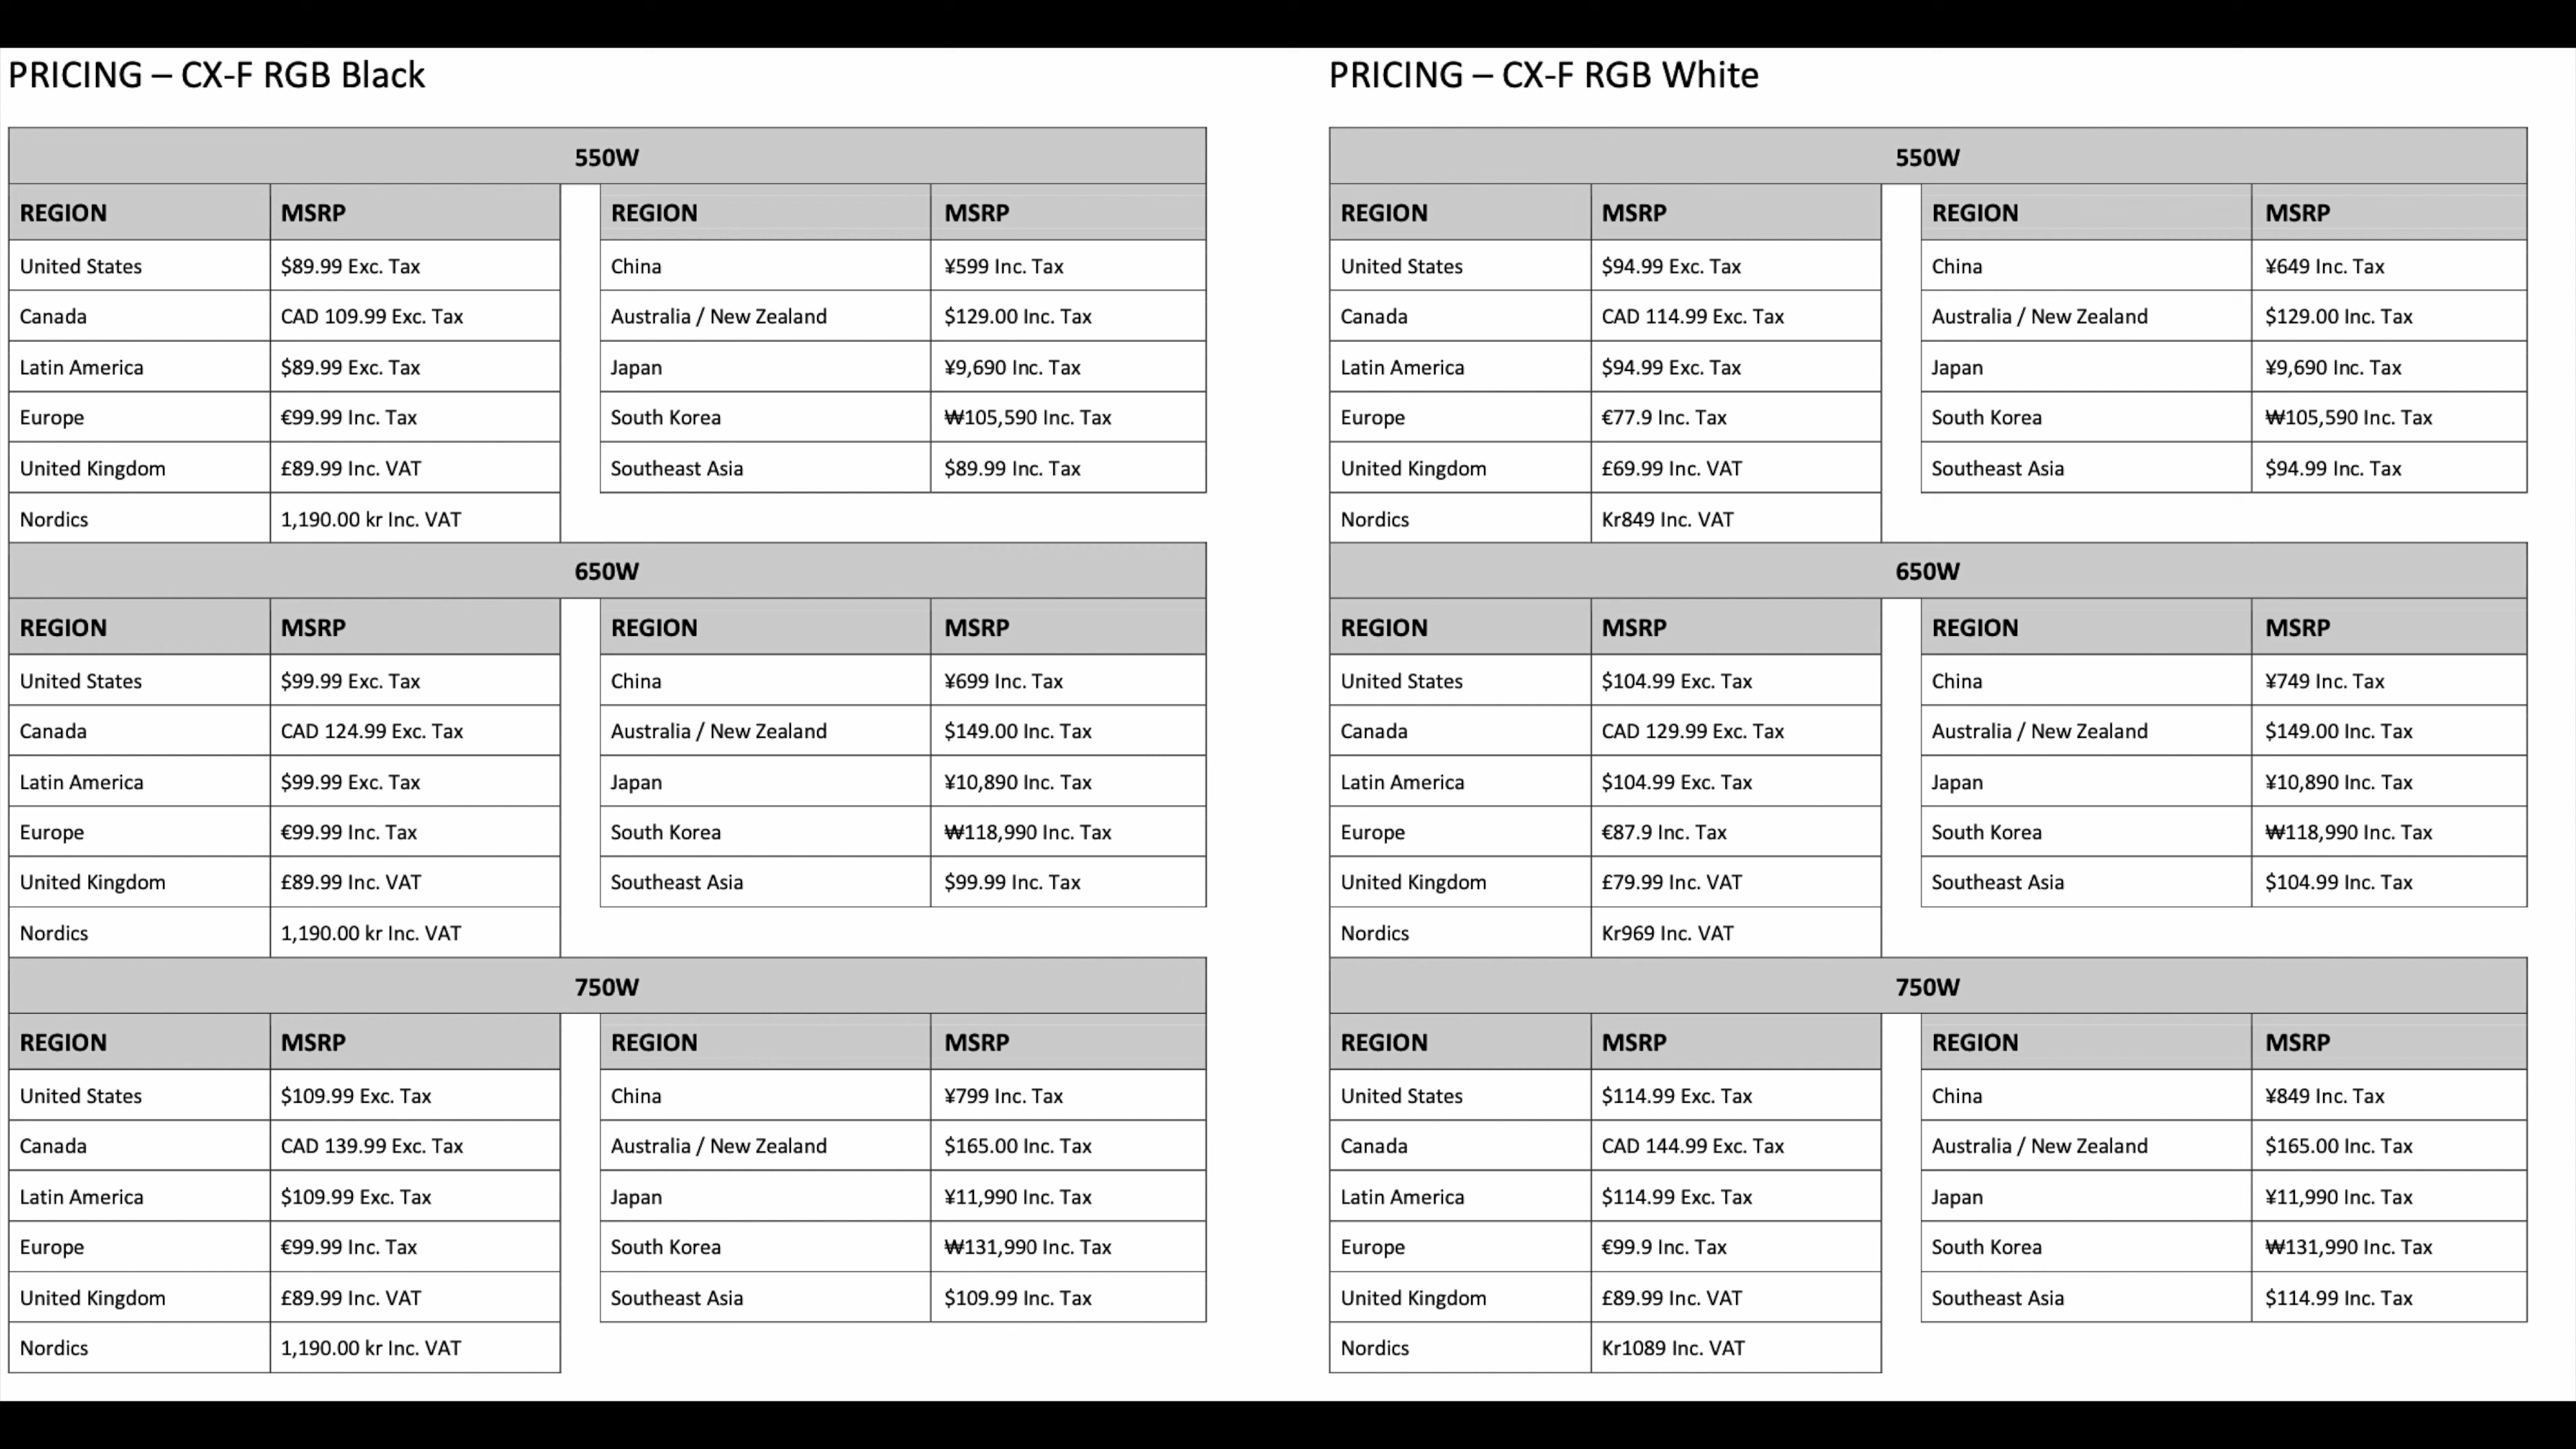 PRICING – CX-F RGB Black
550W
REGION MSRP REGION MSRP
United States $89.99 Exc. Tax China ¥599 Inc. Tax
Canada CAD 109.99 Exc. Tax Australia / New Zealand $129.00 Inc. Tax
Latin America $89.99 Exc. Tax Japan ¥9,690 Inc. Tax
Europe €99.99 Inc. Tax South Korea ₩105,590 Inc. Tax
United Kingdom £89.99 Inc. VAT Southeast Asia $89.99 Inc. Tax
Nordics 1,190.00 kr Inc. VAT
650W
REGION MSRP REGION MSRP
United States $99.99 Exc. Tax China ¥699 Inc. Tax
Canada CAD 124.99 Exc. Tax Australia / New Zealand $149.00 Inc. Tax
Latin America $99.99 Exc. Tax Japan ¥10,890 Inc. Tax
Europe €99.99 Inc. Tax South Korea ₩118,990 Inc. Tax
United Kingdom £89.99 Inc. VAT Southeast Asia $99.99 Inc. Tax
Nordics 1,190.00 kr Inc. VAT
750W
REGION MSRP REGION MSRP
United States $109.99 Exc. Tax China ¥799 Inc. Tax
Canada CAD 139.99 Exc. Tax Australia / New Zealand $165.00 Inc. Tax
Latin America $109.99 Exc. Tax Japan ¥11,990 Inc. Tax
Europe €99.99 Inc. Tax South Korea ₩131,990 Inc. Tax
United Kingdom £89.99 Inc. VAT Southeast Asia $109.99 Inc. Tax
Nordics 1,190.00 kr Inc. VAT
PRICING – CX-F RGB White
550W
REGION MSRP REGION MSRP
United States $94.99 Exc. Tax China ¥649 Inc. Tax
Canada CAD 114.99 Exc. Tax Australia / New Zealand $129.00 Inc. Tax
Latin America $94.99 Exc. Tax Japan ¥9,690 Inc. Tax
Europe €77.9 Inc. Tax South Korea ₩105,590 Inc. Tax
United Kingdom £69.99 Inc. VAT Southeast Asia $94.99 Inc. Tax
Nordics Kr849 Inc. VAT
650W
REGION MSRP REGION MSRP
United States $104.99 Exc. Tax China ¥749 Inc. Tax
Canada CAD 129.99 Exc. Tax Australia / New Zealand $149.00 Inc. Tax
Latin America $104.99 Exc. Tax Japan ¥10,890 Inc. Tax
Europe €87.9 Inc. Tax South Korea ₩118,990 Inc. Tax
United Kingdom £79.99 Inc. VAT Southeast Asia $104.99 Inc. Tax
Nordics Kr969 Inc. VAT
750W
REGION MSRP REGION MSRP
United States $114.99 Exc. Tax China ¥849 Inc. Tax
Canada CAD 144.99 Exc. Tax Australia / New Zealand $165.00 Inc. Tax
Latin America $114.99 Exc. Tax Japan ¥11,990 Inc. Tax
Europe €99.9 Inc. Tax South Korea ₩131,990 Inc. Tax
United Kingdom £89.99 Inc. VAT Southeast Asia $114.99 Inc. Tax
Nordics Kr1089 Inc. VAT